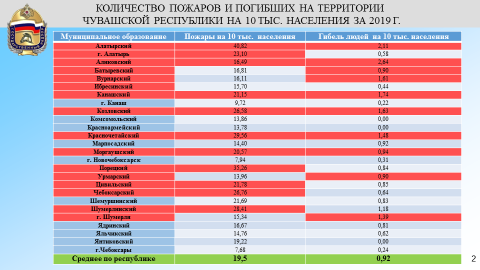 КОЛИЧЕСТВО ПОЖАРОВ И ПОГИБШИХ НА ТЕРРИТОРИИ
ЧУВАШСКОЙ РЕСПУБЛИКИ НА 10 ТЫС. НАСЕЛЕНИЯ ЗА 2019 Г.
Муниципальное образование Пожары на 10 тыс. населения Гибель людей на 10 тыс. населения
Алатырский 40,82 2,11
г. Алатырь 23,10 0,58
Аликовский 16,49 2,64
Батыревский 16,81 0,90
Вурнарский 16,11 1,61
Ибресинский 15,70 0,44
Канашский 21,15 1,74
г. Канаш 9,72 0,22
Козловский 26,58 1,63
Комсомольский 13,86 0,00
Красноармейский 13,78 0,00
Красночетайский 29,56 1,48
Мариносадский 14,40 0,92
Моргаушский 20,57 0,94
г. Новочебоксарск 7,94 0,31
Порецкий 15,26 0,84
Урмарский 13,96 0,90
Цивильский 21,78 0,85
Чебоксарский 26,76 0,64
Шемуршинский 21,69 0,83
Шумерлинский 28,41 1,18
г. Шумерля 15,34 1,39
Ядринский 16,67 0,81
Яльчикский 14,76 0,62
Янтиковский 19,22 0,00
г.Чебоксары 7,68 0,24
Среднее по республике 19,5 0,92
2